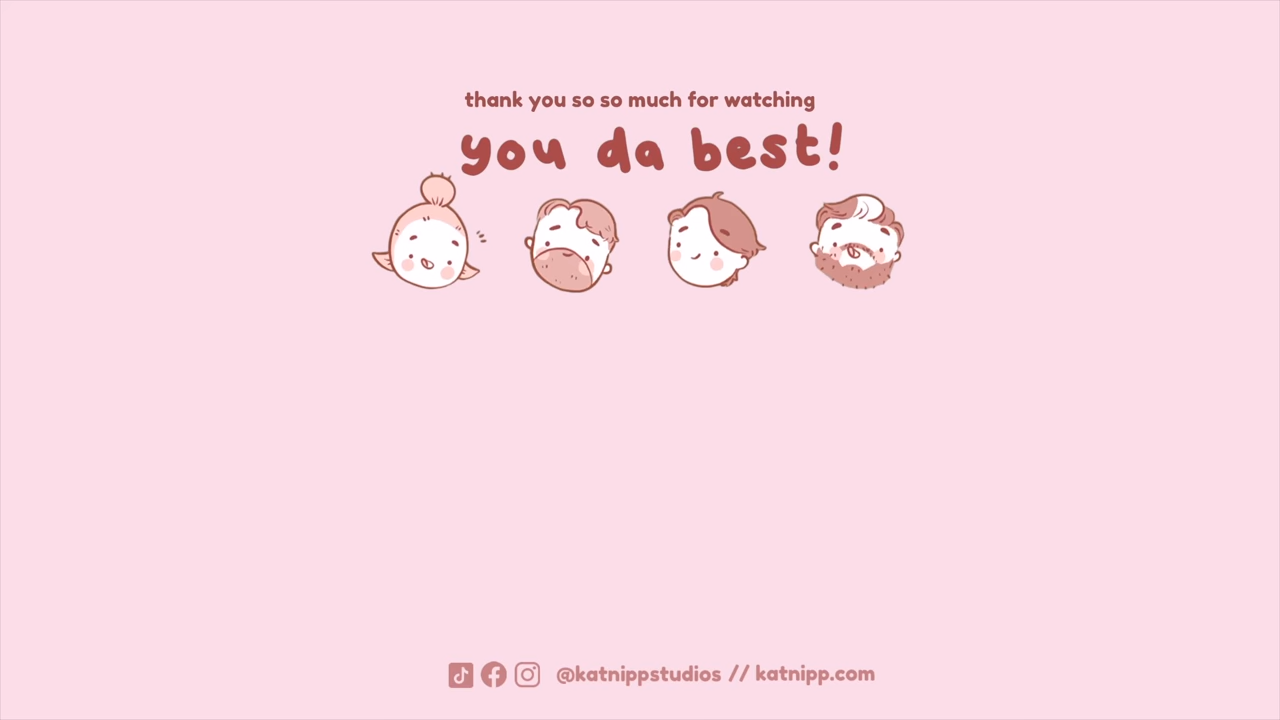 thank you so so much for watching
you da best!
@katnippstudios // katnipp.com